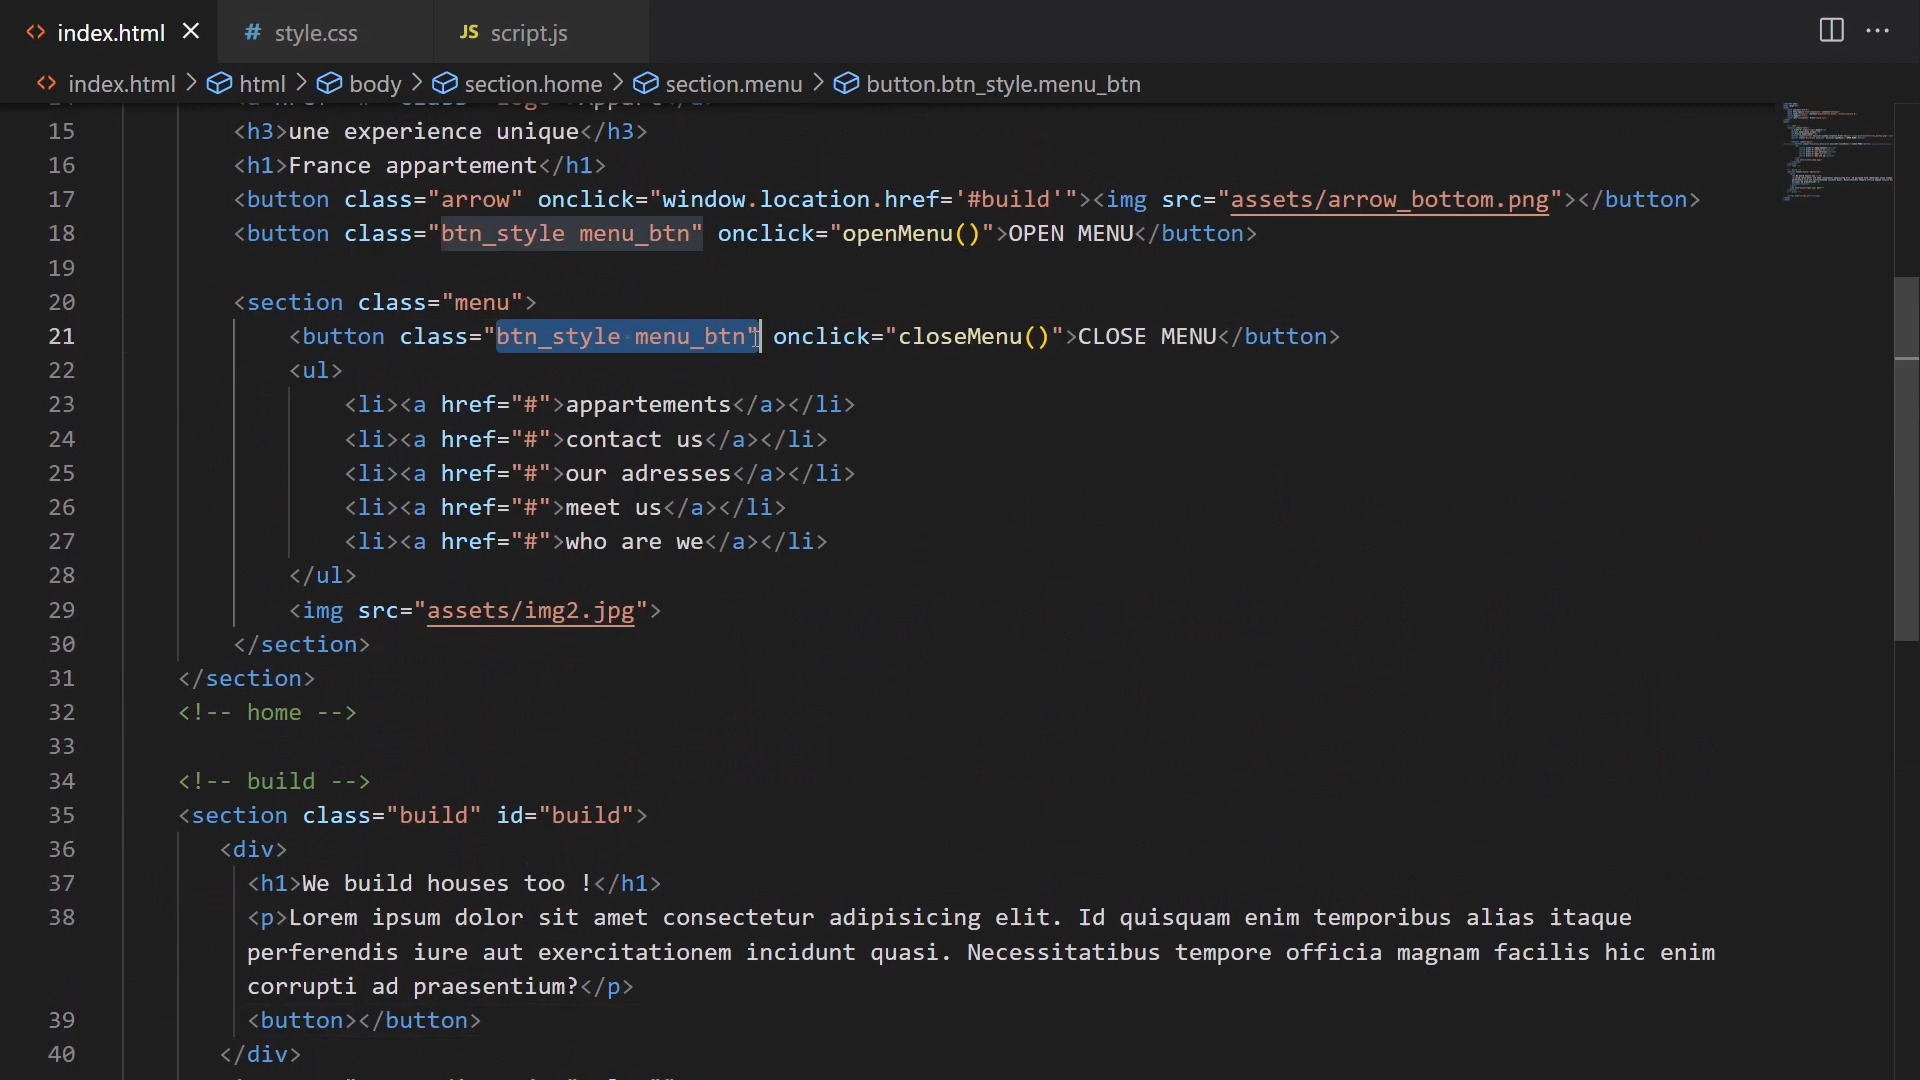 index.html
style.css
JS script.js
index.html > html > body > section.home > section.menu > button.btn_style.menu_btn
15 <h3>une experience unique</h3>
16 <h1>France appartement</h1>
17 <button class="arrow" onclick="window.location.href='#build'"><img src="assets/arrow_bottom.png"></button>
18 <button class="btn_style menu_btn" onclick="openMenu()">OPEN MENU</button>
19
20 <section class="menu">
21 <button class="btn_style menu_btn" onclick="closeMenu()">CLOSE MENU</button>
22 <ul>
23 <li><a href="#">appartements</a></li>
24 <li><a href="#">contact us</a></li>
25 <li><a href="#">our adresses</a></li>
26 <li><a href="#">meet us</a></li>
27 <li><a href="#">who are we</a></li>
28 </ul>
29 <img src="assets/img2.jpg">
30 </section>
31 </section>
32 <!-- home -->
33
34 <!-- build -->
35 <section class="build" id="build">
36 <div>
37 <h1>We build houses too !</h1>
38 <p>Lorem ipsum dolor sit amet consectetur adipisicing elit. Id quisquam enim temporibus alias itaque
perferendis iure aut exercitationem incidunt quasi. Necessitatibus tempore officia magnam facilis hic enim
corrupti ad praesentium?</p>
39 <button></button>
40 </div>